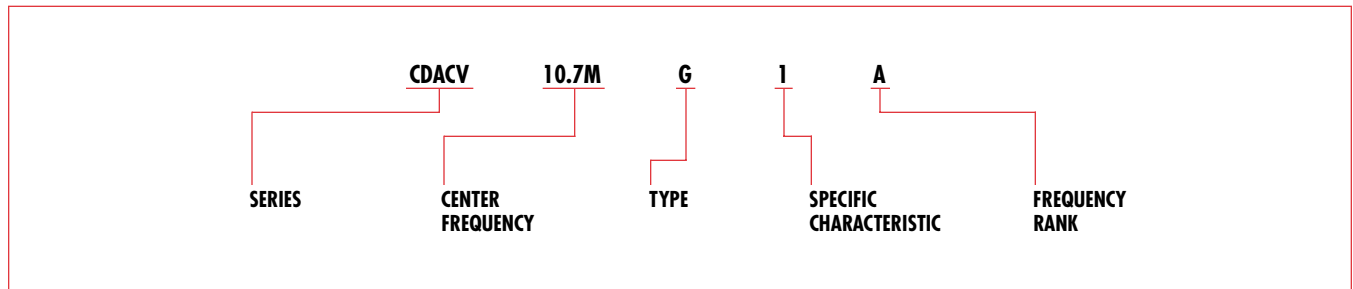 CDACV 10.7M G 1 A
SERIES CENTER FREQUENCY TYPE SPECIFIC CHARACTERISTIC FREQUENCY RANK